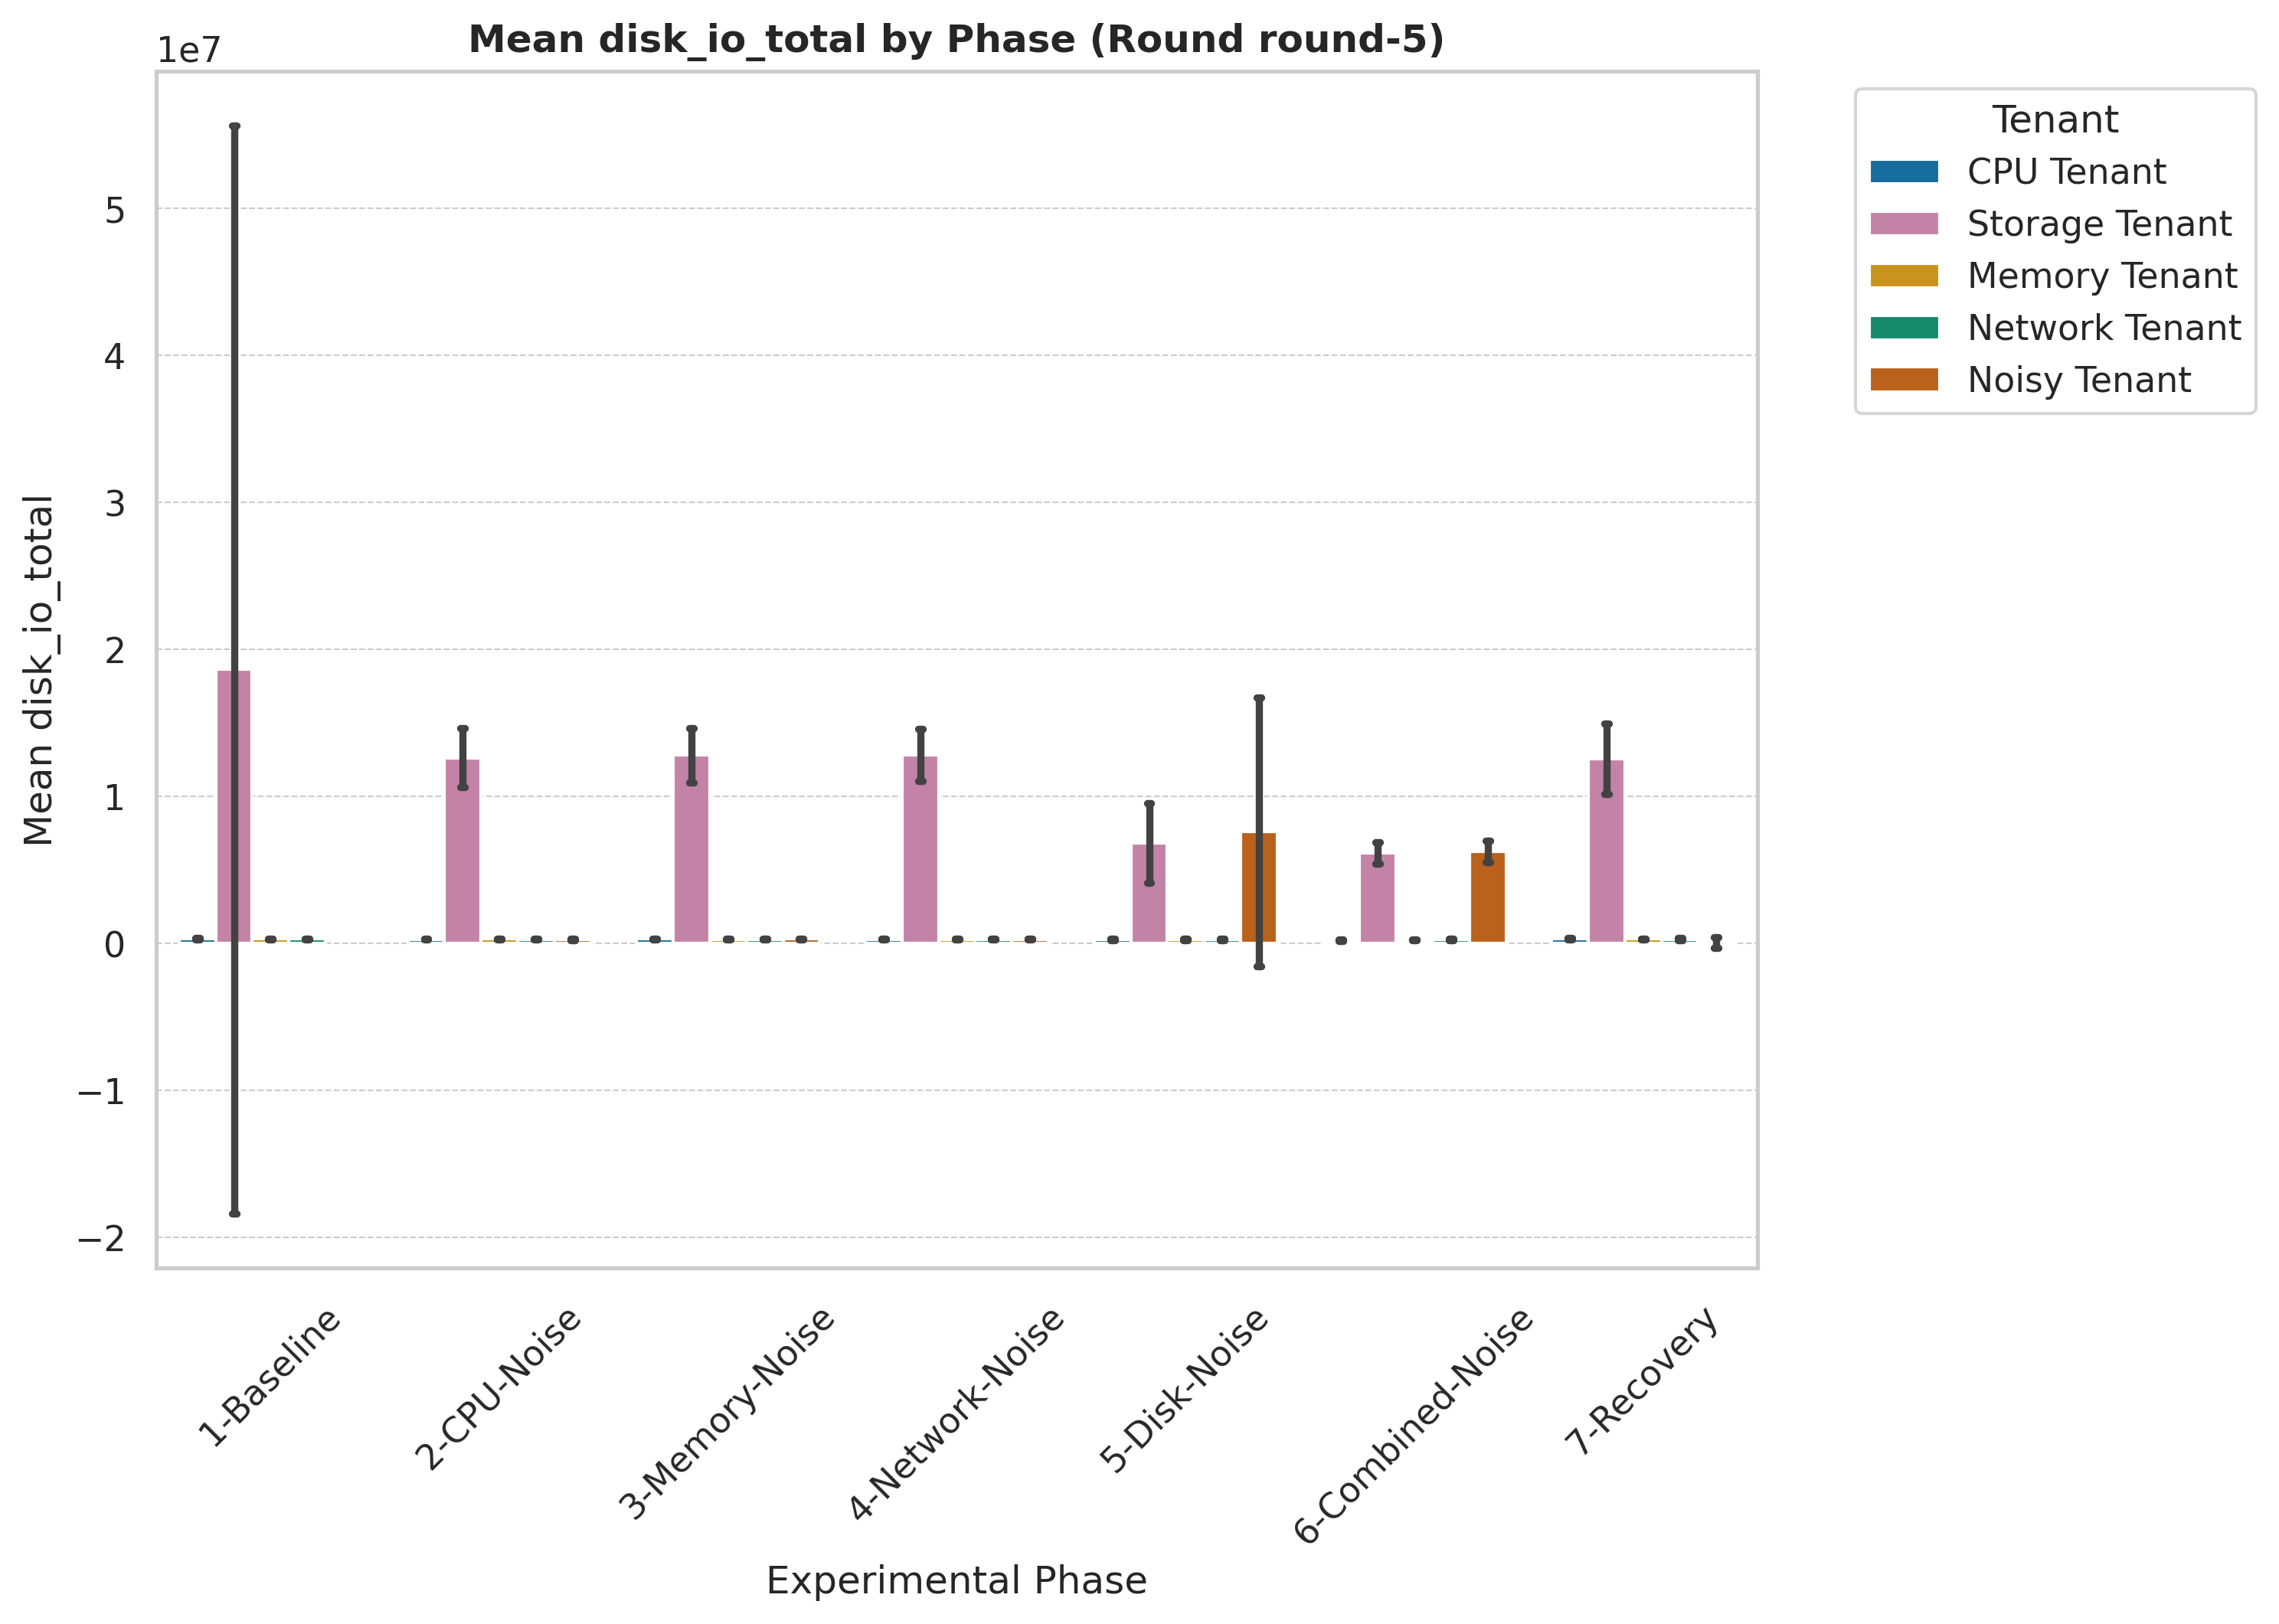 Mean disk_io_total by Phase (Round round-5)
1e7
5
4
3
2
1
0
−1
−2
Mean disk_io_total
1-Baseline
2-CPU-Noise
3-Memory-Noise
4-Network-Noise
5-Disk-Noise
6-Combined-Noise
7-Recovery
Experimental Phase
Tenant
CPU Tenant
Storage Tenant
Memory Tenant
Network Tenant
Noisy Tenant